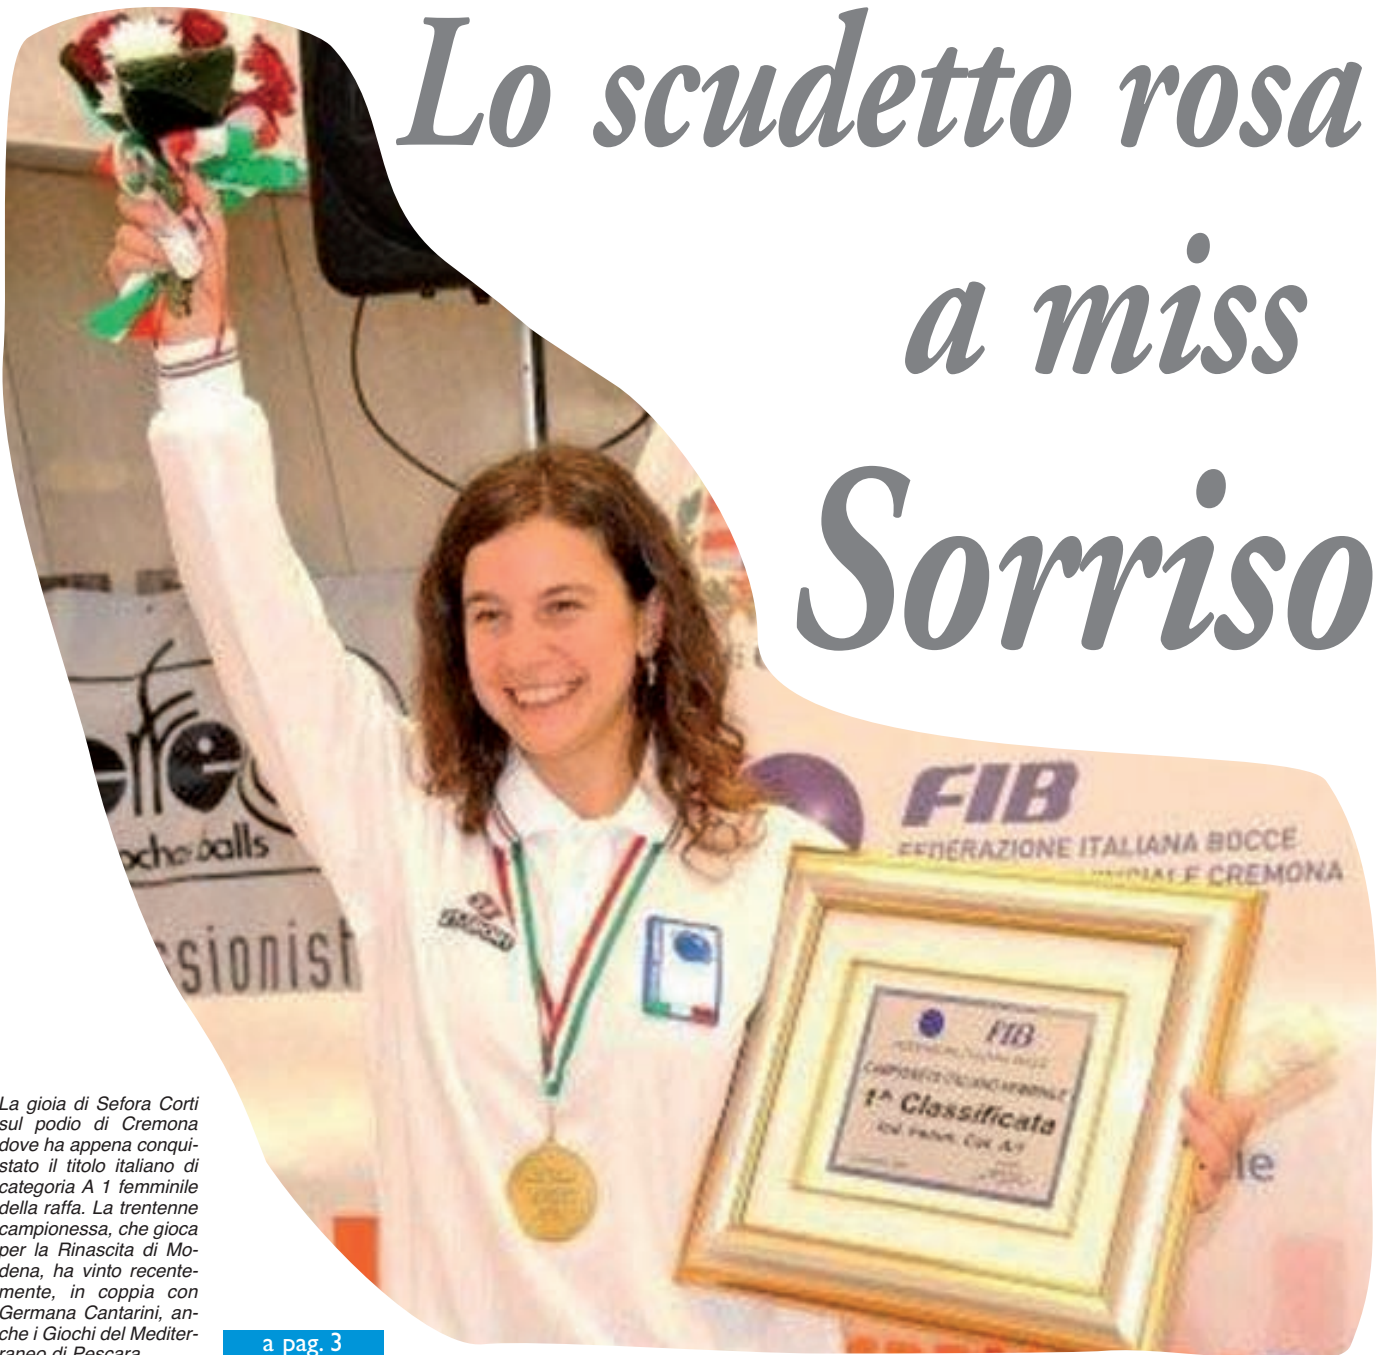 Lo scudetto rosa
a miss
Sorriso
FIB
FEDERAZIONE ITALIANA BOCCE
CREMONA
balls
FIB
1ª Classificata
La gioia di Sefora Corti
sul podio di Cremona
dove ha appena conqui-
stato il titolo italiano di
categoria A 1 femminile
della raffa. La trentenne
campionessa, che gioca
per la Rinascita di Mo-
dena, ha vinto recente-
mente, in coppia con
Germana Cantarini, an-
che i Giochi del Mediter-
raneo di Pescara
a pag. 3